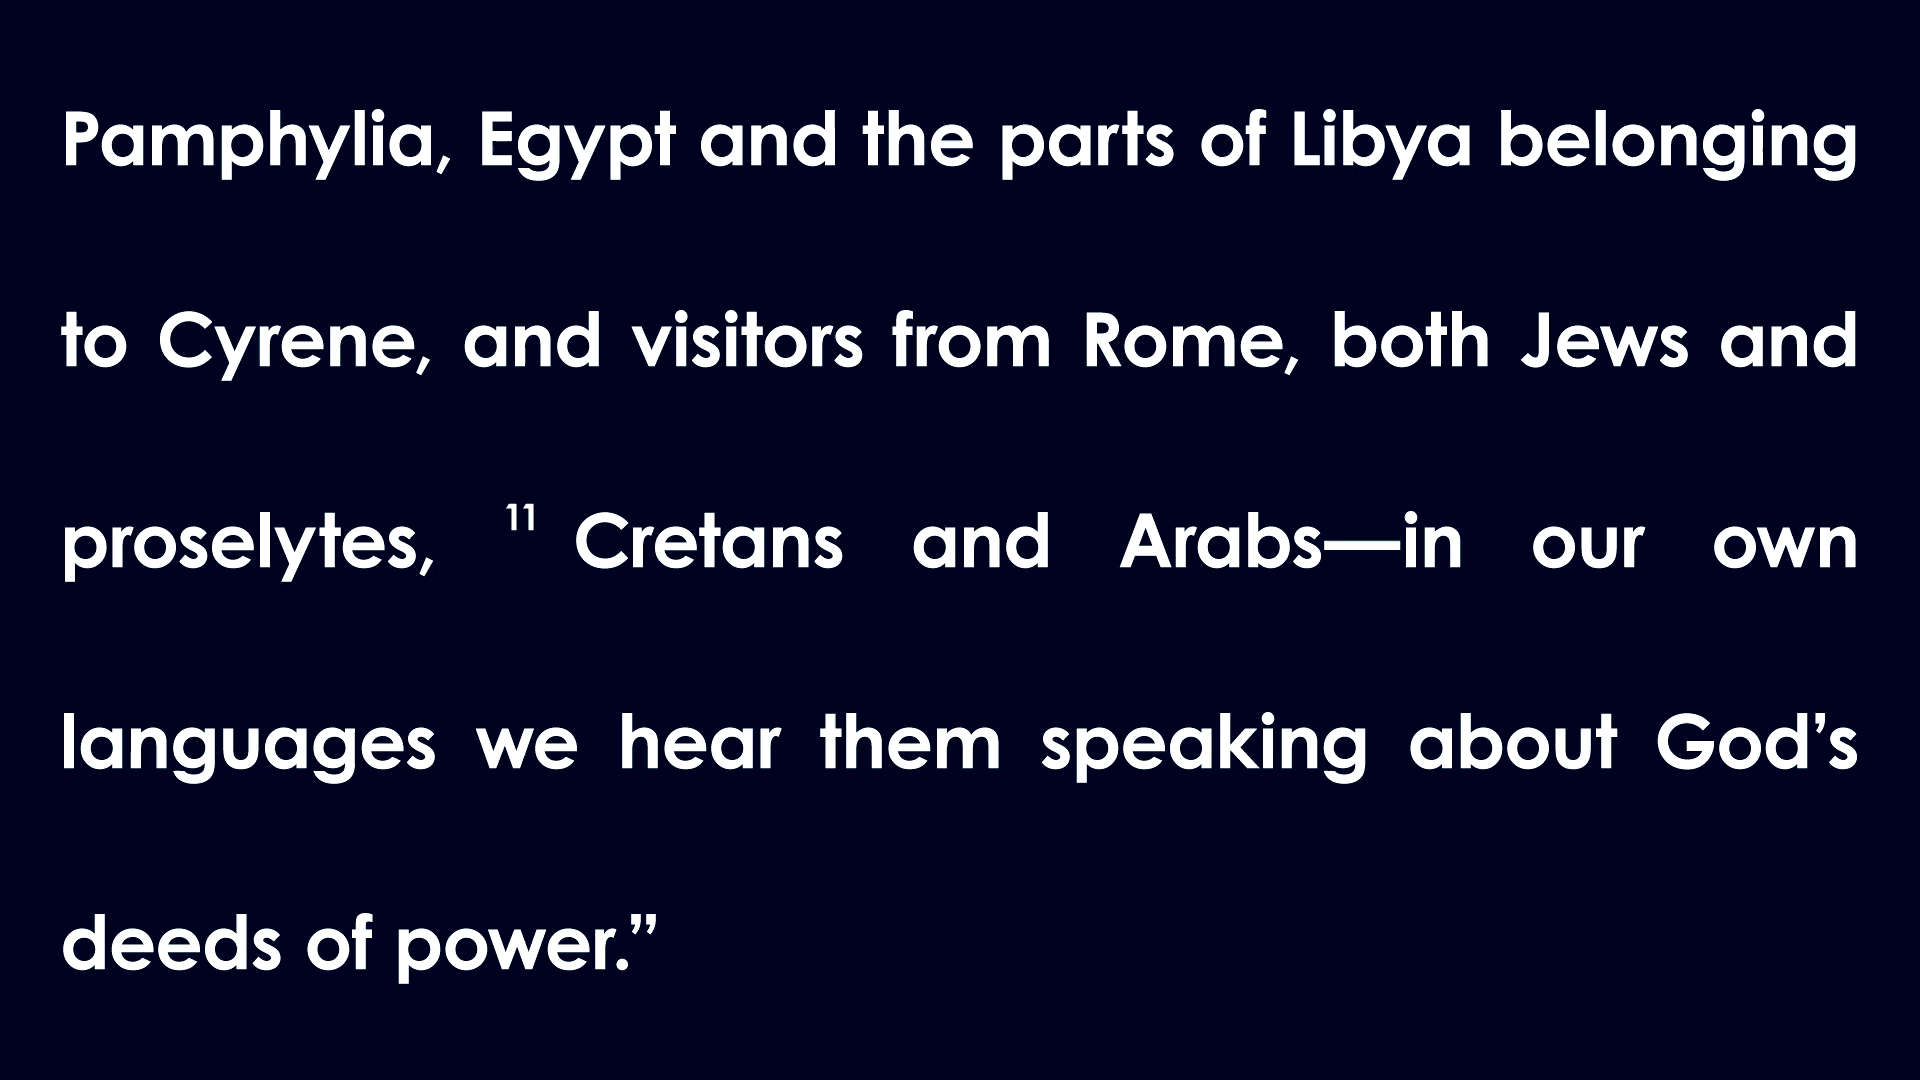 Pamphylia, Egypt and the parts of Libya belonging
to Cyrene, and visitors from Rome, both Jews and
proselytes, ¹¹ Cretans and Arabs—in our own
languages we hear them speaking about God’s
deeds of power.”